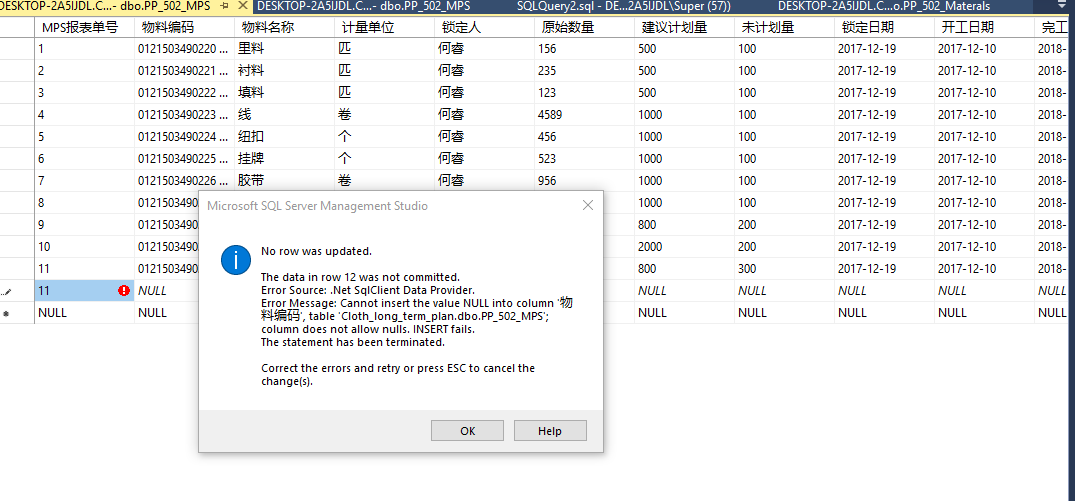 DESKTOP-2A5IJDL.C...- dbo.PP_502_MPS DESKTOP-2A5IJDL.C...- dbo.PP_502_MPS SQLQuery2.sql - DE...2A5IJDL\Super (57)) DESKTOP-2A5IJDL.C...o.PP_502_Materals
MPS报表单号 物料编码 物料名称 计量单位 锁定人 原始数量 建议计划量 未计划量 锁定日期 开工日期 完工
1 0121503490220 ... 里料 匹 何睿 156 500 100 2017-12-19 2017-12-10 2018-
2 0121503490221 ... 衬料 匹 何睿 235 500 100 2017-12-19 2017-12-10 2018-
3 0121503490222 ... 填料 匹 何睿 123 500 100 2017-12-19 2017-12-10 2018-
4 0121503490223 ... 线 卷 何睿 4589 1000 100 2017-12-19 2017-12-10 2018-
5 0121503490224 ... 纽扣 个 何睿 456 1000 100 2017-12-19 2017-12-10 2018-
6 0121503490225 ... 挂牌 个 何睿 523 1000 100 2017-12-19 2017-12-10 2018-
7 0121503490226 ... 胶带 卷 何睿 956 1000 100 2017-12-19 2017-12-10 2018-
8 0121503490 1000 100 2017-12-19 2017-12-10 2018-
9 0121503490 800 200 2017-12-19 2017-12-10 2018-
10 0121503490 2000 200 2017-12-19 2017-12-10 2018-
11 0121503490 800 300 2017-12-19 2017-12-10 2018-
11 NULL NULL NULL NULL NULL NULL
NULL NULL NULL NULL NULL NULL NULL
Microsoft SQL Server Management Studio
No row was updated.
The data in row 12 was not committed.
Error Source: .Net SqlClient Data Provider.
Error Message: Cannot insert the value NULL into column '物
料编码', table 'Cloth_long_term_plan.dbo.PP_502_MPS';
column does not allow nulls. INSERT fails.
The statement has been terminated.
Correct the errors and retry or press ESC to cancel the
change(s).
OK Help